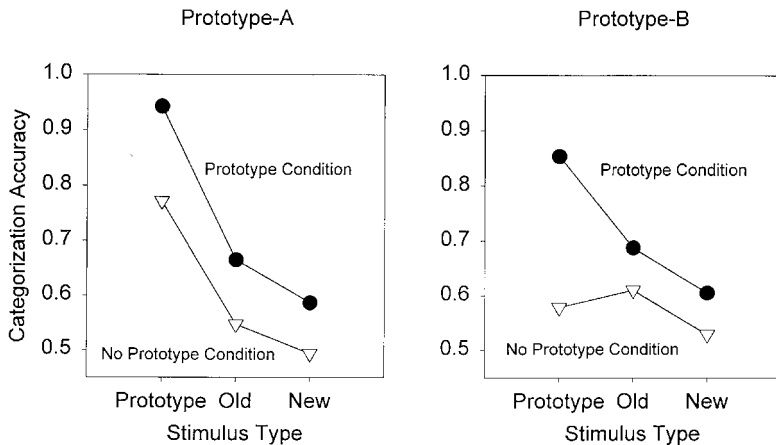 Prototype-A
Prototype-B
Categorization Accuracy
1.0
0.9
0.8
0.7
0.6
0.5
Prototype Condition
No Prototype Condition
Prototype Old New
Stimulus Type
1.0
0.9
0.8
0.7
0.6
0.5
Prototype Condition
No Prototype Condition
Prototype Old New
Stimulus Type